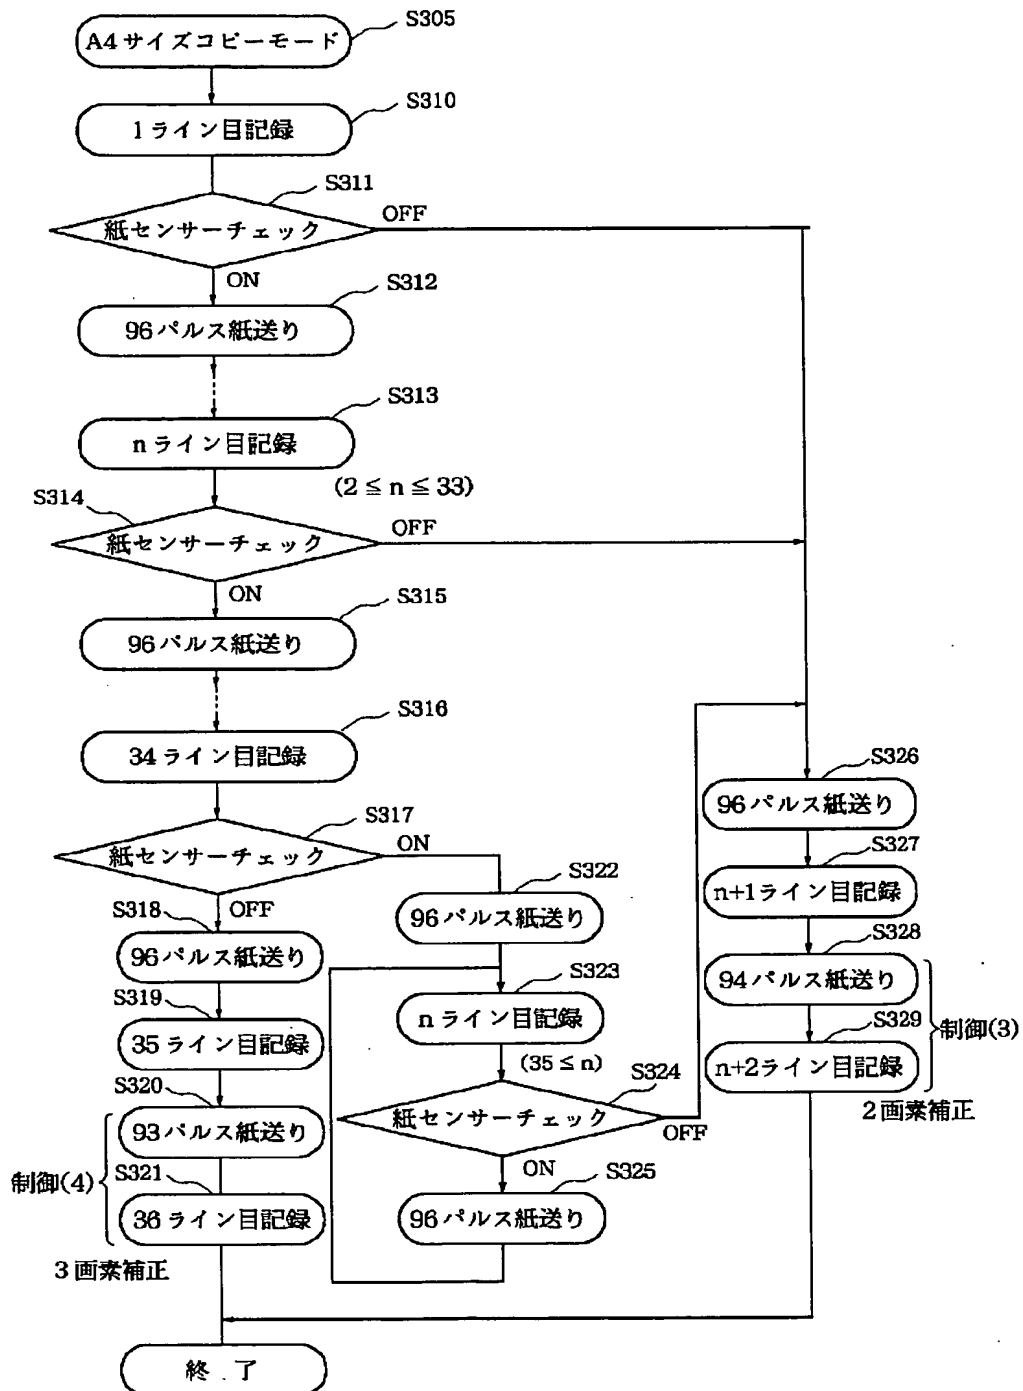 S305
A4サイズコピーモード
S310
1ライン目記録
S311
紙センサーチェック
OFF
ON
S312
96パルス紙送り
S313
nライン目記録
(2≦n≦33)
S314
紙センサーチェック
OFF
ON
S315
96パルス紙送り
S316
34ライン目記録
S317
紙センサーチェック
ON
OFF
S318
96パルス紙送り
S319
35ライン目記録
S320
93パルス紙送り
S321
制御(4)
36ライン目記録
3画素補正
S322
96パルス紙送り
S323
nライン目記録
(35≦n)
S324
紙センサーチェック
OFF
ON
S325
96パルス紙送り
S326
96パルス紙送り
S327
n+1ライン目記録
S328
94パルス紙送り
S329
制御(3)
n+2ライン目記録
2画素補正
終了